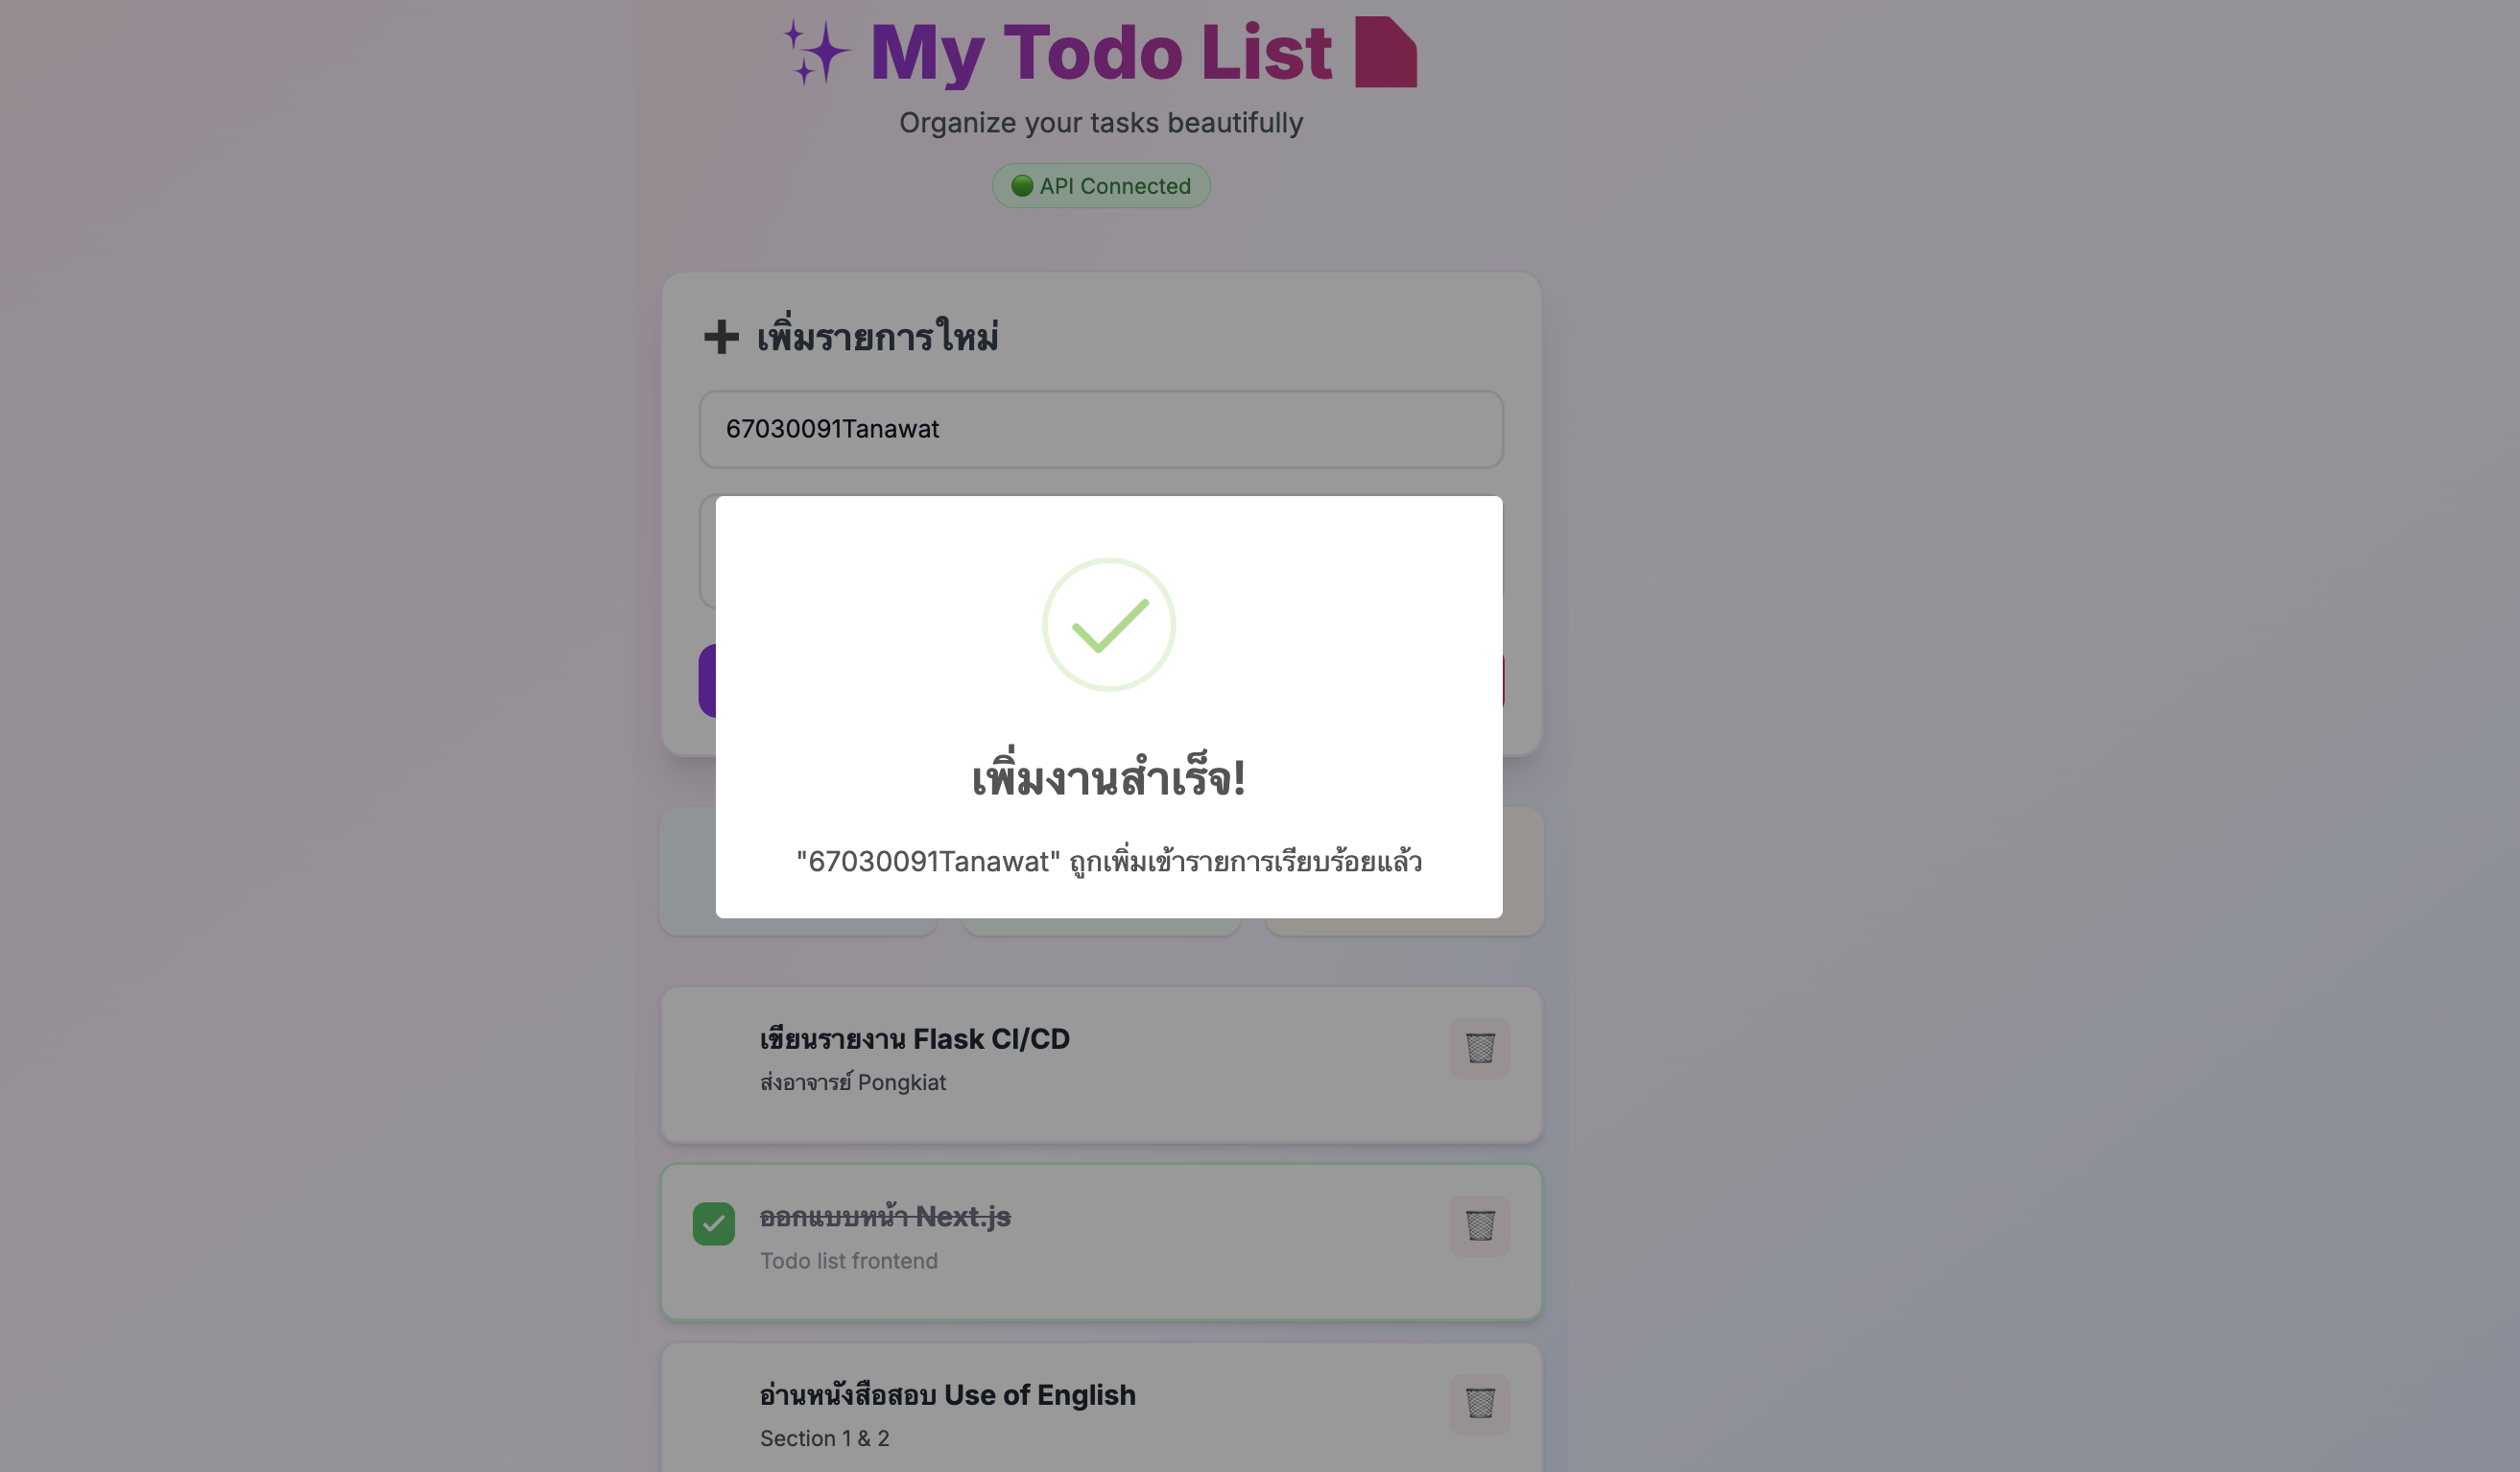 My Todo List
Organize your tasks beautifully
API Connected
เพิ่มรายการใหม่
67030091Tanawat
เพิ่มงานสำเร็จ!
"67030091Tanawat" ถูกเพิ่มเข้ารายการเรียบร้อยแล้ว
เขียนรายงาน Flask CI/CD
ส่งอาจารย์ Pongkiat
ออกแบบหน้า Next.js
Todo list frontend
อ่านหนังสือสอบ Use of English
Section 1 & 2